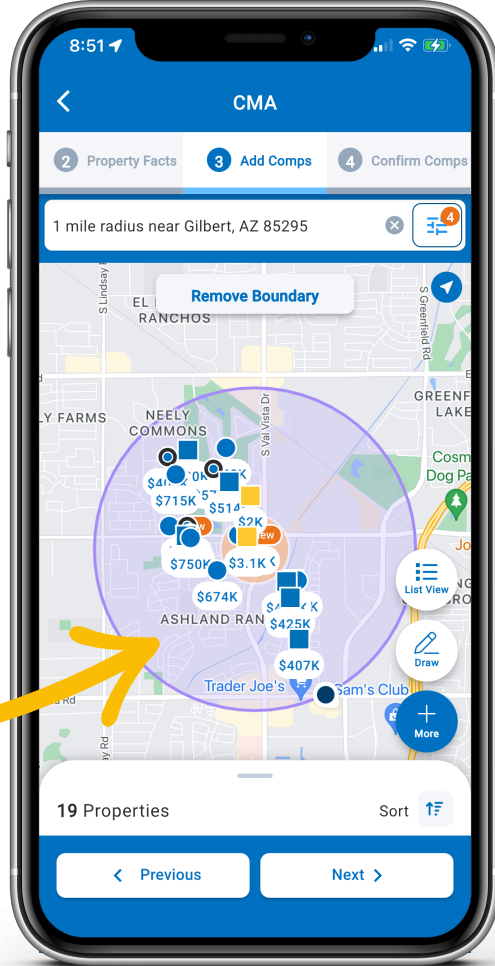 8:51
CMA
2 Property Facts
3 Add Comps
4 Confirm Comps
1 mile radius near Gilbert, AZ 85295
4
Remove Boundary
S Lindsay
EL
RANCHOS
S Greenfield Rd
S Val Vista Dr
GREENF
LAKE
LY FARMS
NEELY
COMMONS
Cosm
Dog Pa
$715K
$514
$2K
Jo
$750K
$3.1K
List View
$674K
$425K
ASHLAND RAN
Draw
$407K
Trader Joe's
Sam's Club
More
Rd
ay Rd
19 Properties
Sort
Previous
Next